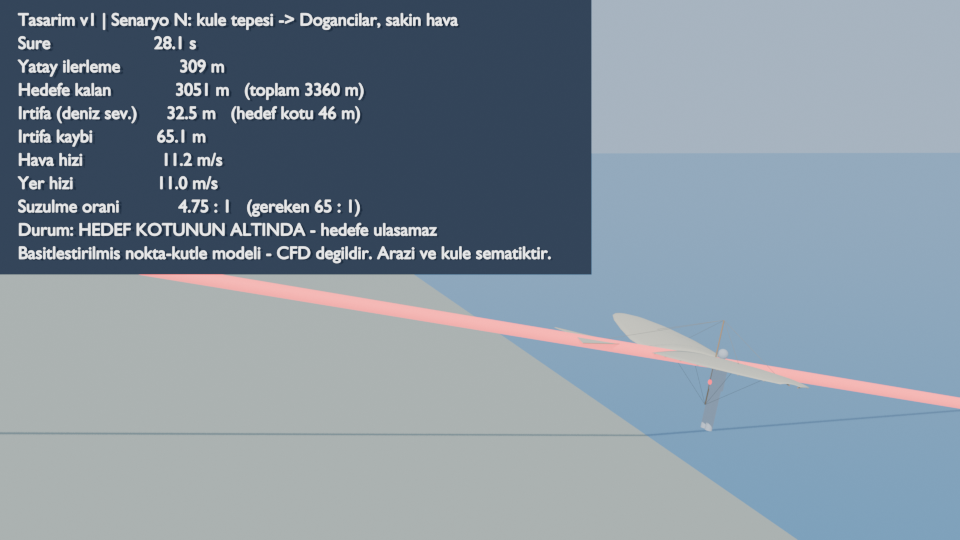 Tasarim v1 | Senaryo N: kule tepesi -> Dogancilar, sakin hava
Sure 28.1 s
Yatay ilerleme 309 m
Hedefe kalan 3051 m (toplam 3360 m)
Irtifa (deniz sev.) 32.5 m (hedef kotu 46 m)
Irtifa kaybi 65.1 m
Hava hizi 11.2 m/s
Yer hizi 11.0 m/s
Suzulme orani 4.75 : 1 (gereken 65 : 1)
Durum: HEDEF KOTUNUN ALTINDA - hedefe ulasamaz
Basitlestirilmis nokta-kutle modeli - CFD degildir. Arazi ve kule sematiktir.